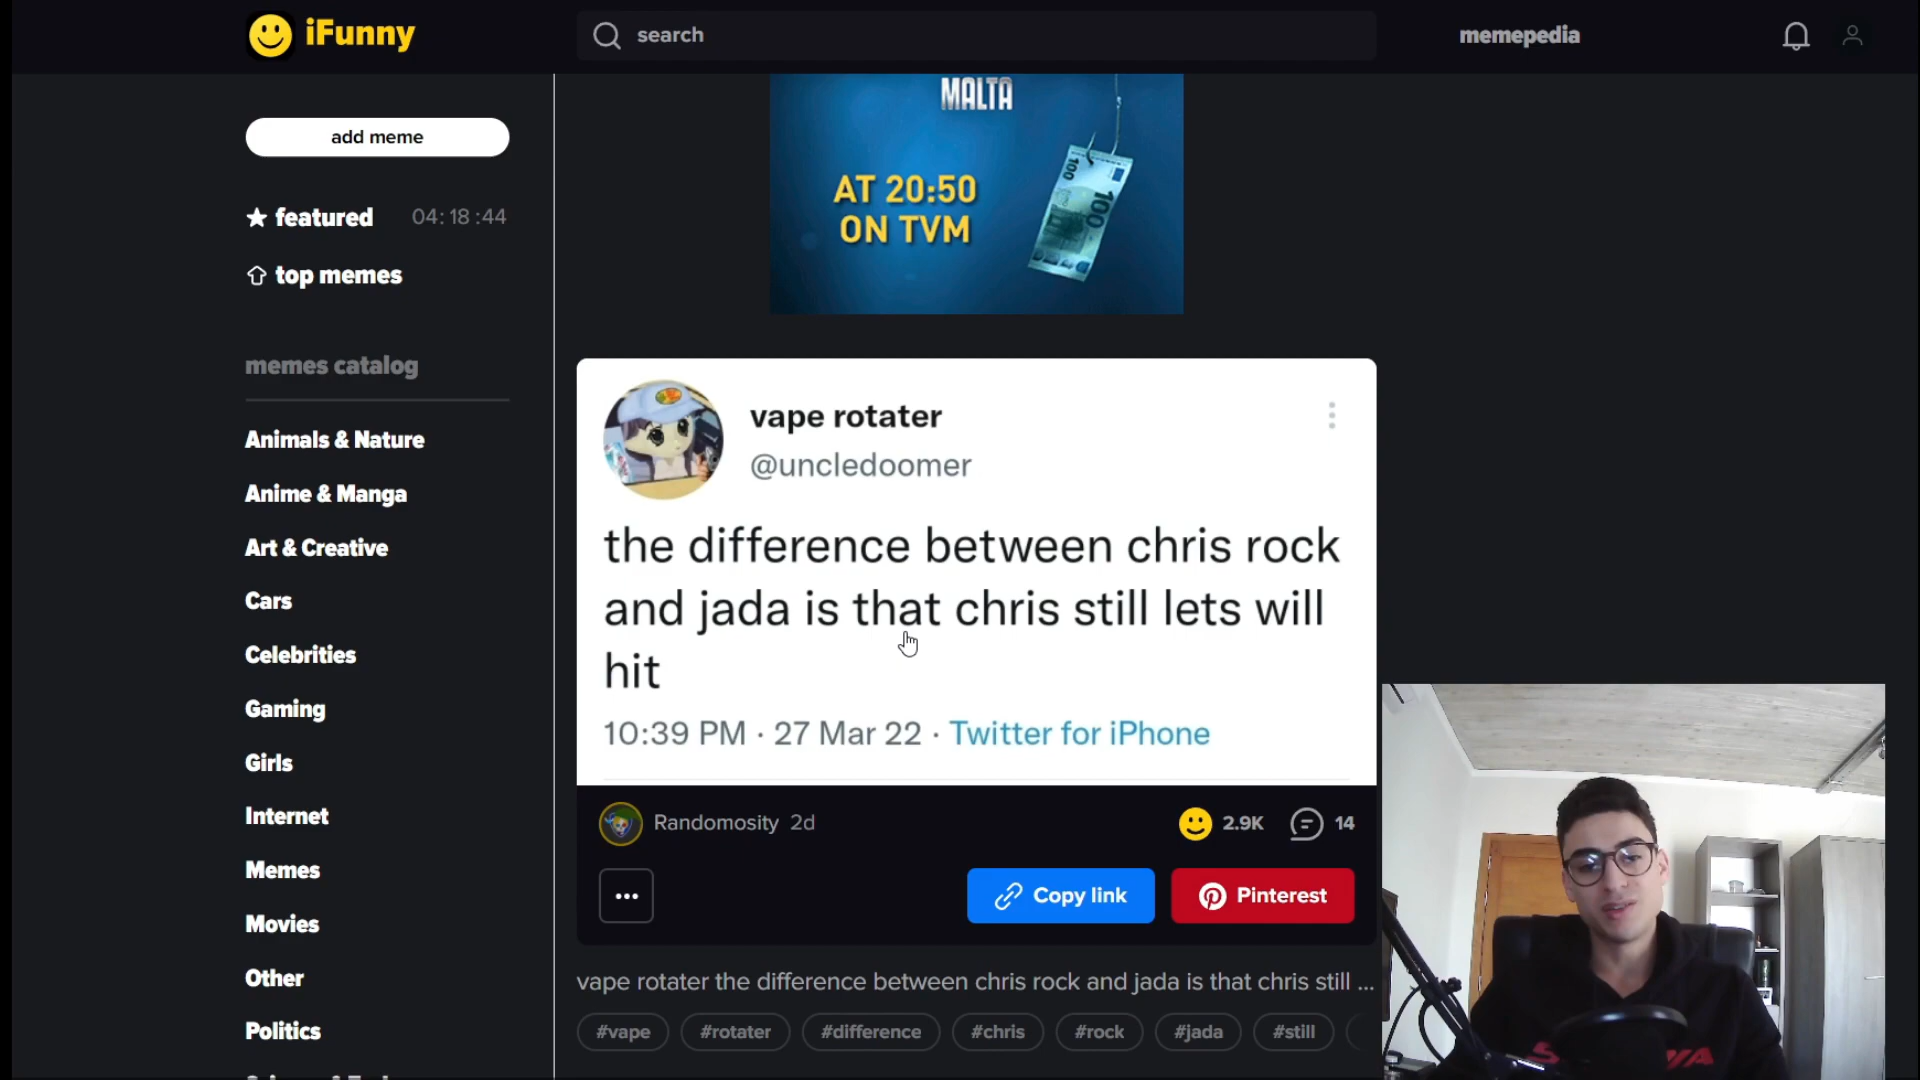 iFunny
search
memepedia
add meme
featured 04:18:44
top memes
memes catalog
Animals & Nature
Anime & Manga
Art & Creative
Cars
Celebrities
Gaming
Girls
Internet
Memes
Movies
Other
Politics
MALTA
AT 20:50
ON TVM
100
100
vape rotater
@uncledoomer
the difference between chris rock
and jada is that chris still lets will
hit
10:39 PM · 27 Mar 22 · Twitter for iPhone
Randomosity 2d
2.9K
14
Copy link
Pinterest
vape rotater the difference between chris rock and jada is that chris still ...
#vape
#rotater
#difference
#chris
#rock
#jada
#still